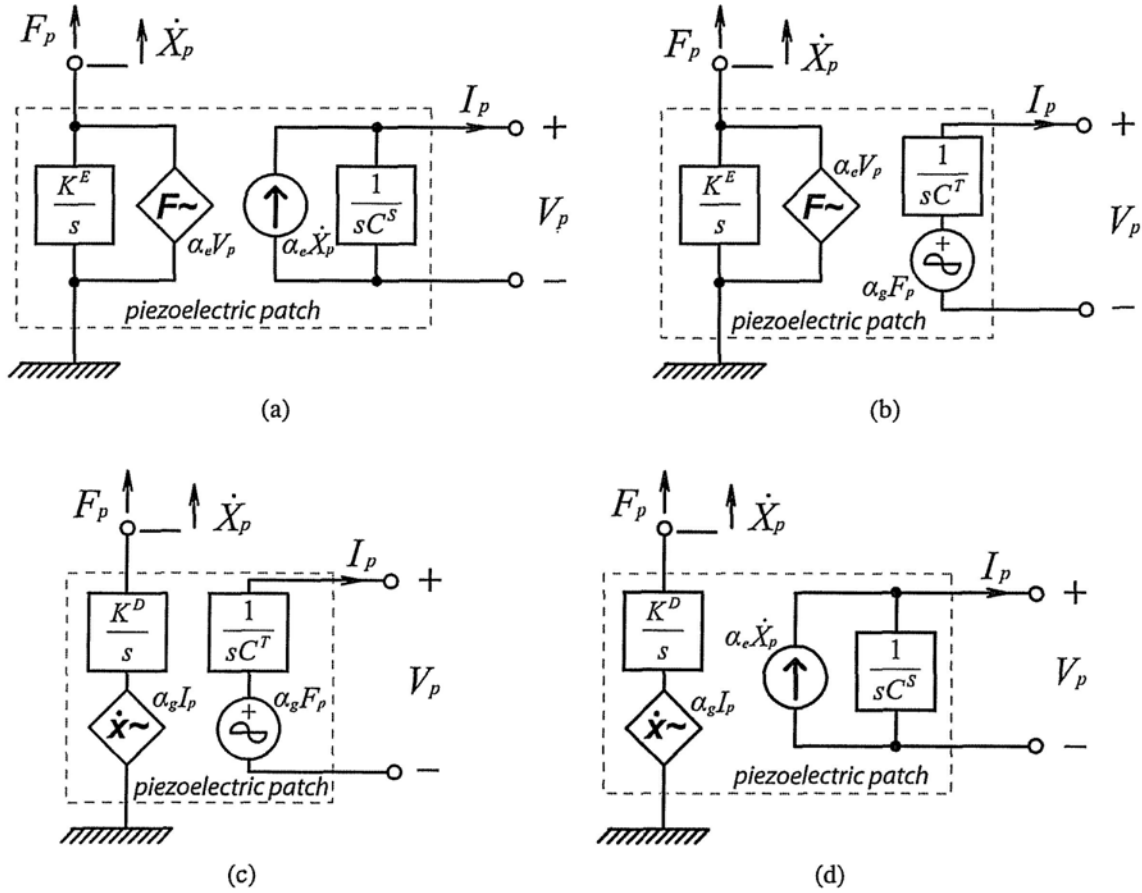 F_p Ẋ_p
I_p +
K^E/s F~ α_e V_p α_e Ẋ_p 1/sC^S V_p
−
piezoelectric patch
(a)
F_p Ẋ_p
I_p +
K^E/s F~ α_e V_p 1/sC^T + α_g F_p V_p
−
piezoelectric patch
(b)
F_p Ẋ_p
I_p +
K^D/s 1/sC^T V_p
ẋ~ α_g I_p + α_g F_p
−
piezoelectric patch
(c)
F_p Ẋ_p
I_p +
K^D/s α_e Ẋ_p 1/sC^S V_p
ẋ~ α_g I_p
−
piezoelectric patch
(d)